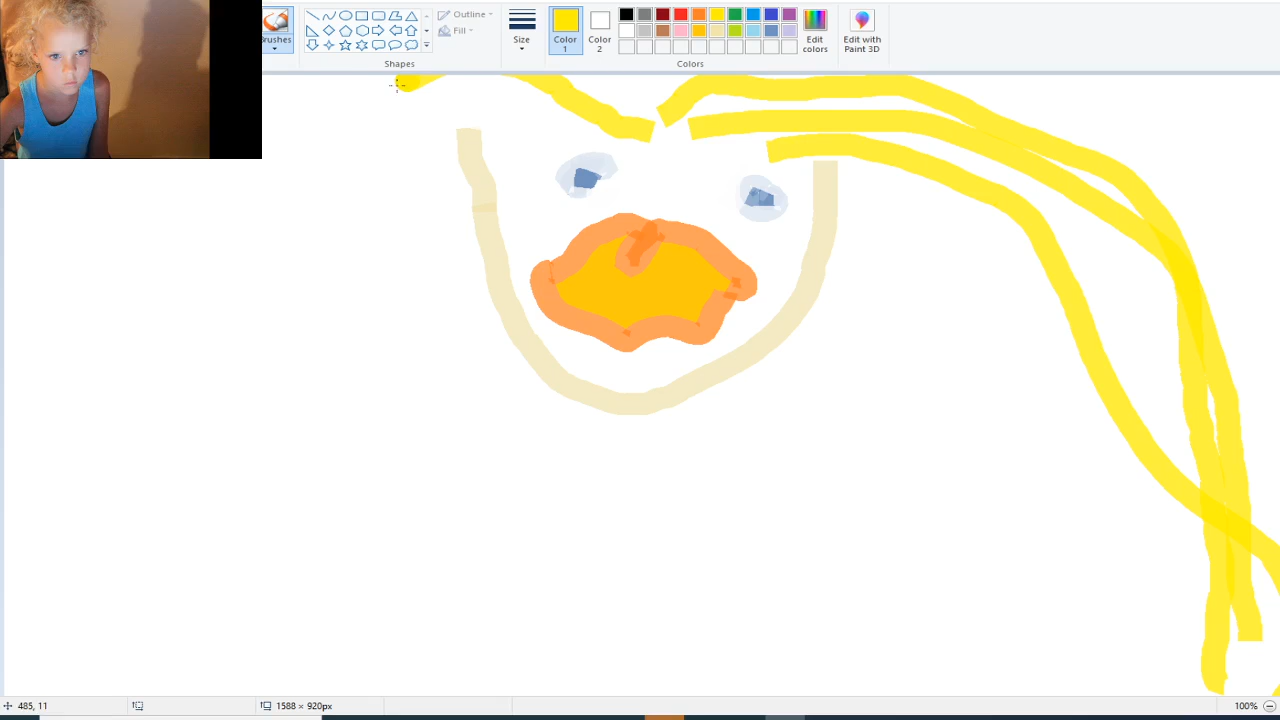 Brushes
Outline
Fill
Shapes
Size
Color
1
Color
2
Colors
Edit
colors
Edit with
Paint 3D
485, 11
1588 × 920px
100%